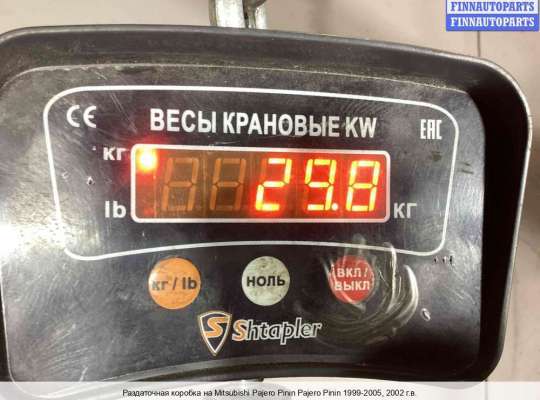 FINNAUTOPARTS
FINNAUTOPARTS
CE ВЕСЫ КРАНОВЫЕ KW EAC
кг
29.8
lb
КГ
кг / lb
НОЛЬ
ВКЛ /
ВЫКЛ
S
Shtapler
Раздаточная коробка на Mitsubishi Pajero Pinin Pajero Pinin 1999-2005, 2002 г.в.